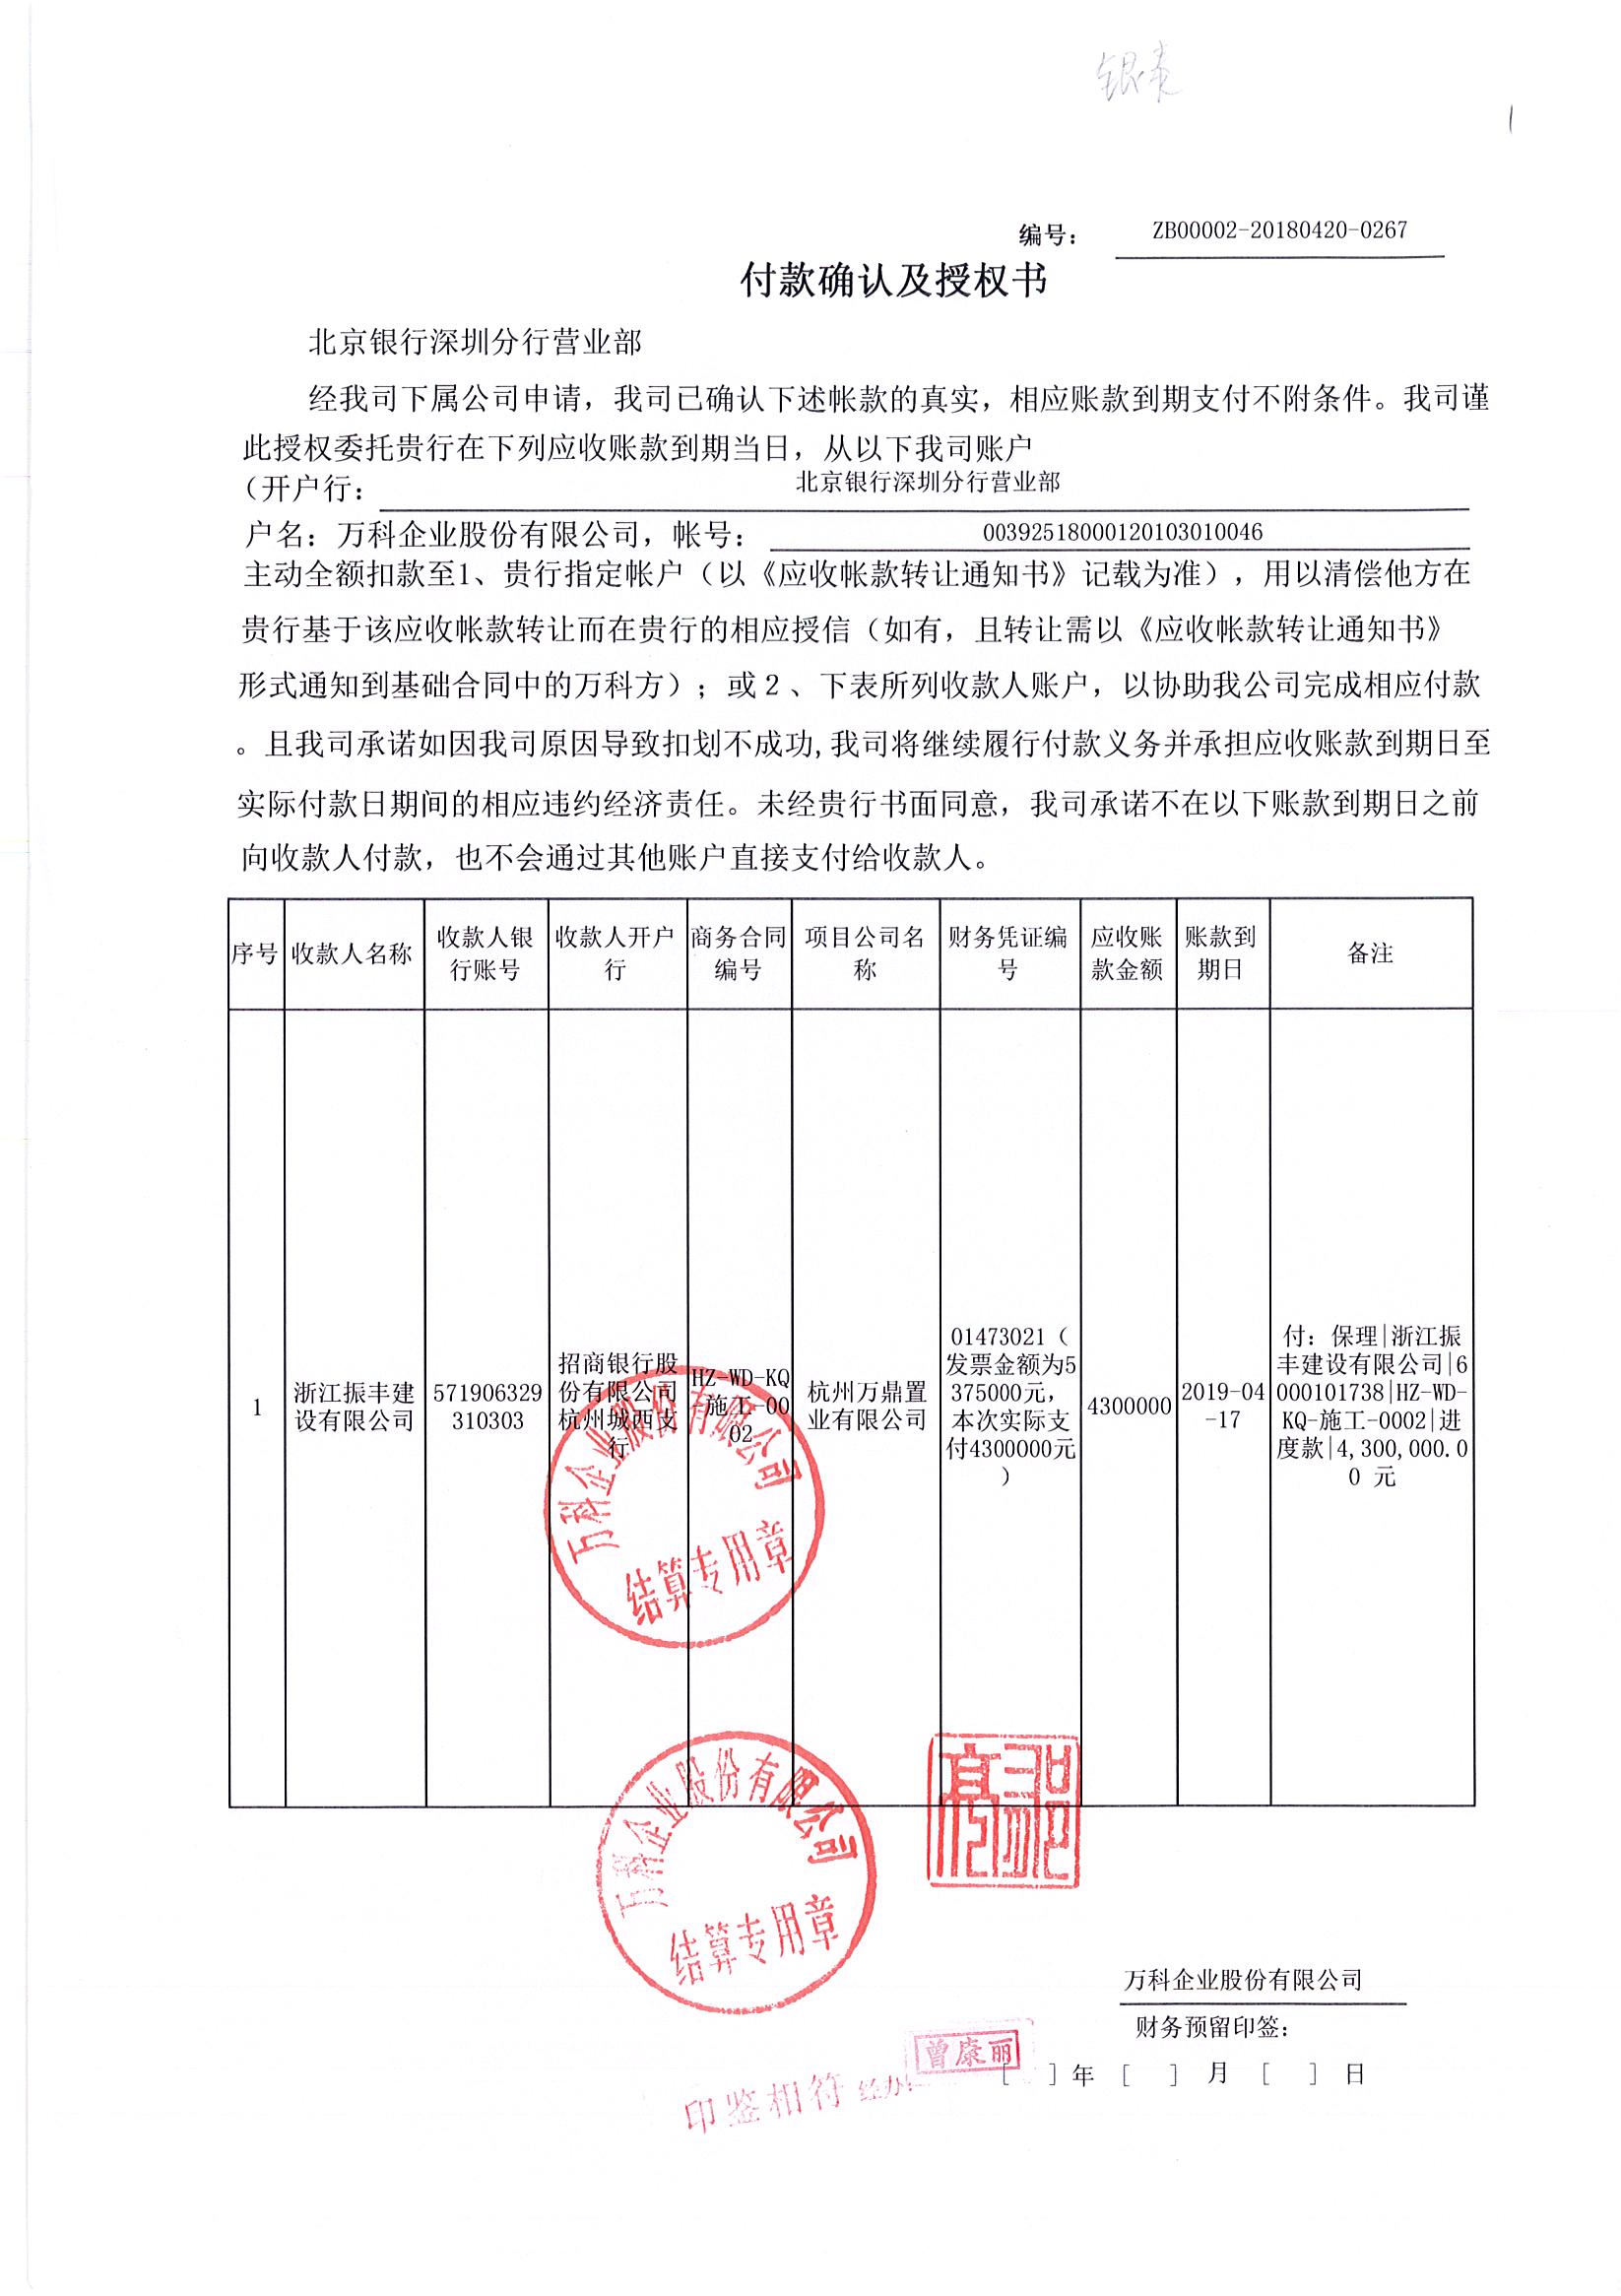 编号：
ZB00002-20180420-0267
付款确认及授权书
北京银行深圳分行营业部
经我司下属公司申请，我司已确认下述帐款的真实，相应账款到期支付不附条件。我司谨
此授权委托贵行在下列应收账款到期当日，从以下我司账户
（开户行：
北京银行深圳分行营业部
户名：万科企业股份有限公司，帐号：
00392518000120103010046
主动全额扣款至1、贵行指定帐户（以《应收帐款转让通知书》记载为准），用以清偿他方在
贵行基于该应收帐款转让而在贵行的相应授信（如有，且转让需以《应收帐款转让通知书》
形式通知到基础合同中的万科方）；或２、下表所列收款人账户，以协助我公司完成相应付款
。且我司承诺如因我司原因导致扣划不成功,我司将继续履行付款义务并承担应收账款到期日至
实际付款日期间的相应违约经济责任。未经贵行书面同意，我司承诺不在以下账款到期日之前
向收款人付款，也不会通过其他账户直接支付给收款人。
序号
收款人名称
收款人银
行账号
收款人开户
行
商务合同
编号
项目公司名
称
财务凭证编
号
应收账
款金额
账款到
期日
备注
1
浙江振丰建
设有限公司
571906329
310303
招商银行股
份有限公司
杭州城西支
行
HZ-WD-KQ
-施工-00
02
杭州万鼎置
业有限公司
01473021（
发票金额为5
375000元，
本次实际支
付4300000元
）
4300000
2019-04
-17
付：保理|浙江振
丰建设有限公司|6
000101738|HZ-WD-
KQ-施工-0002|进
度款|4,300,000.0
0 元
万科企业股份有限公司
结算专用章
万科企业股份有限公司
结算专用章
万科企业股份有限公司
财务预留印签：
[ ]年 [ ] 月 [ ] 日
印鉴相符 经办:
曾康丽